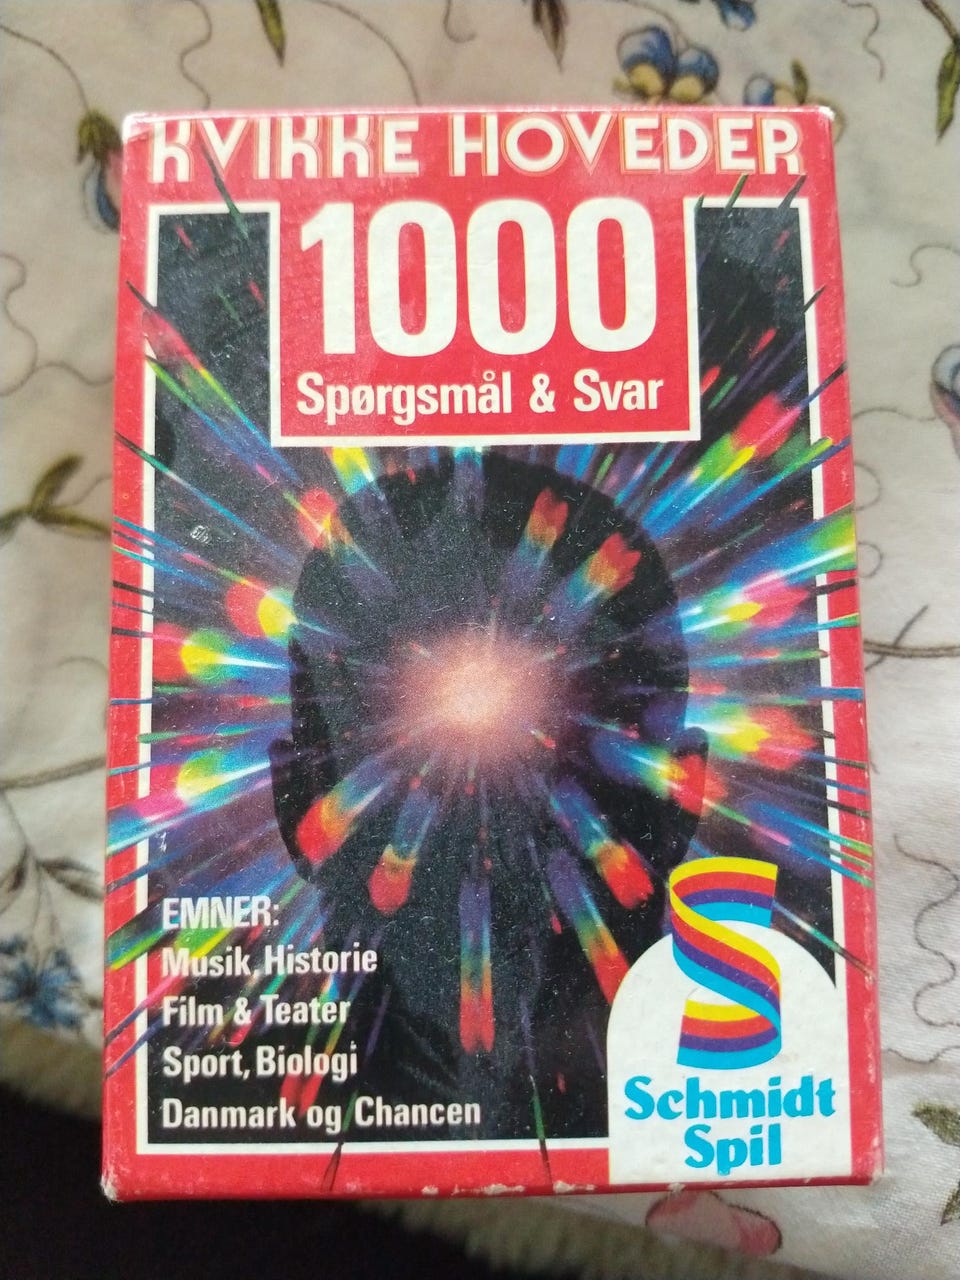 KVIKKE HOVEDER
1000
Spørgsmål & Svar
EMNER:
Musik, Historie
Film & Teater
Sport, Biologi
Danmark og Chancen
Schmidt
Spil